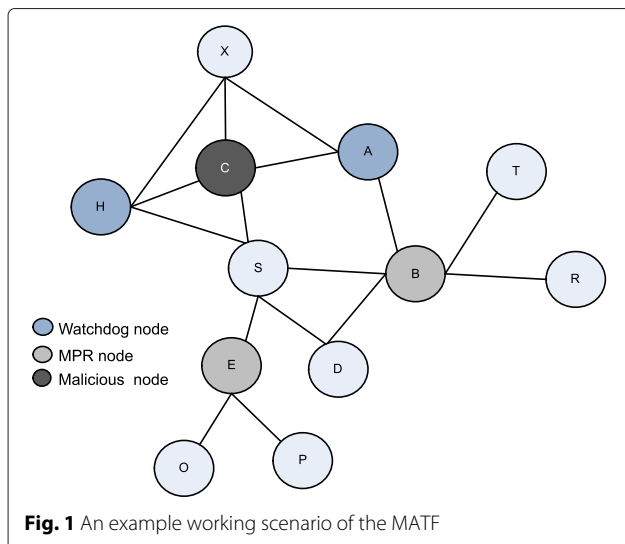 X
A
C
T
H
S
B
R
Watchdog node
MPR node
Malicious node
E
D
O
P
Fig. 1 An example working scenario of the MATF